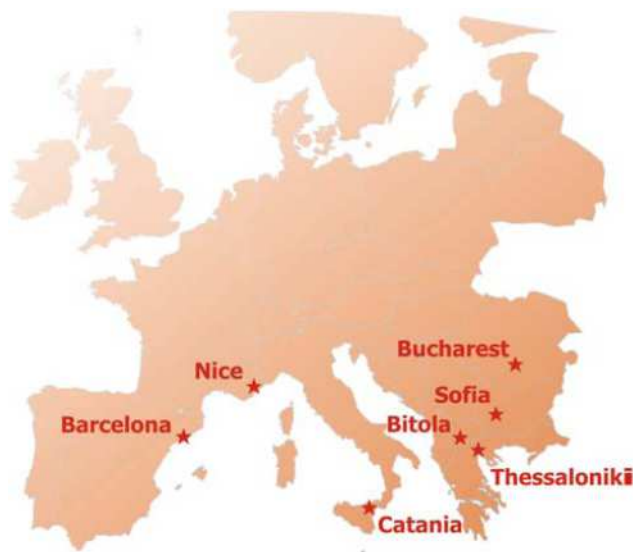 Bucharest
Nice
Sofia
Barcelona
Bitola
Thessaloniki
Catania